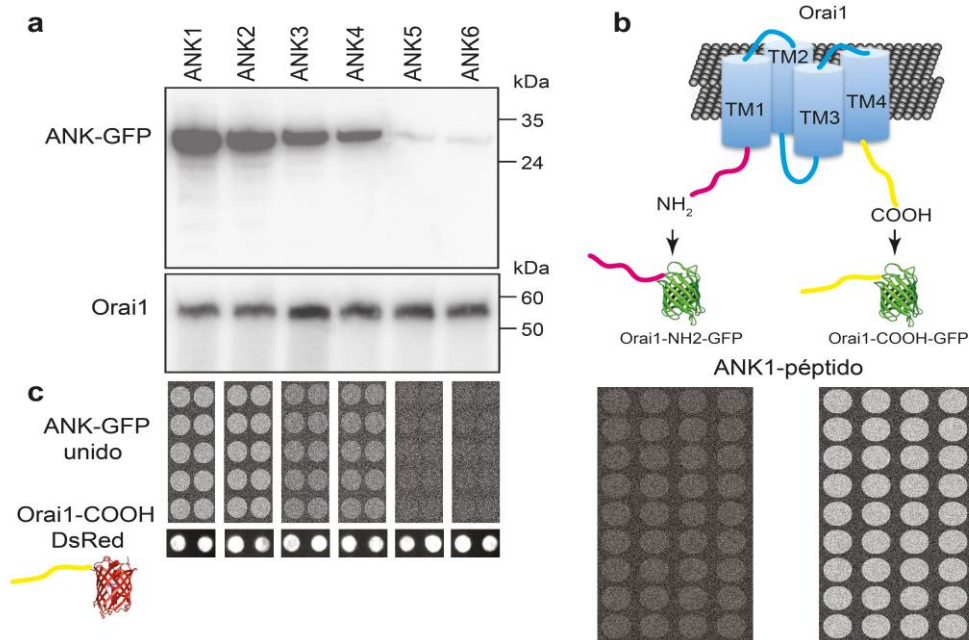 a
ANK1 ANK2 ANK3 ANK4 ANK5 ANK6
kDa
ANK-GFP
35
24
kDa
Orai1
60
50
b
Orai1
TM1
TM2
TM3
TM4
NH2
COOH
Orai1-NH2-GFP
Orai1-COOH-GFP
ANK1-péptido
c
ANK-GFP
unido
Orai1-COOH
DsRed